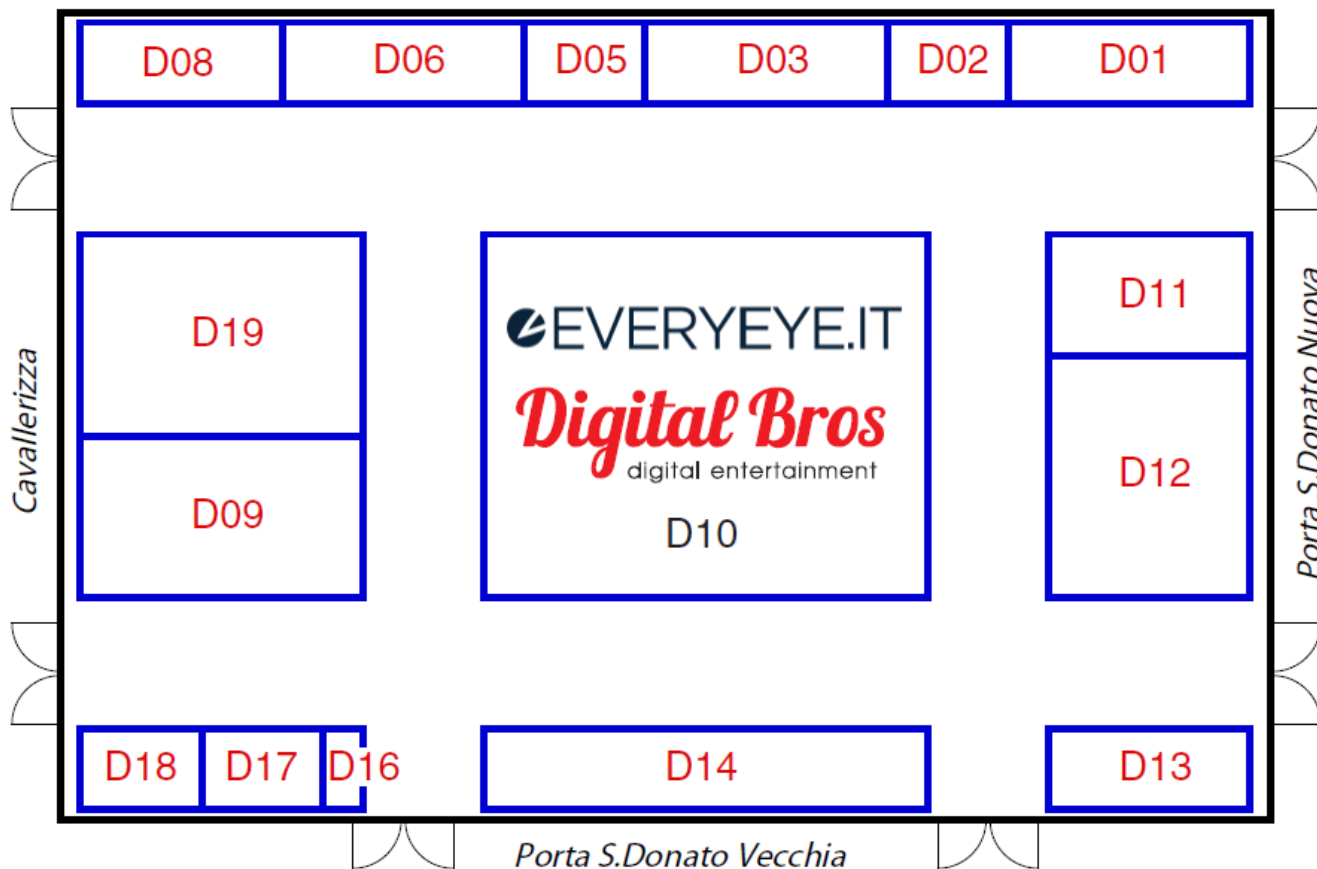 D08 D06 D05 D03 D02 D01
Cavallerizza
D19
D09
EVERYEYE.IT
Digital Bros
digital entertainment
D10
D11
D12
Porta S.Donato Nuova
D18 D17 D16 D14 D13
Porta S.Donato Vecchia